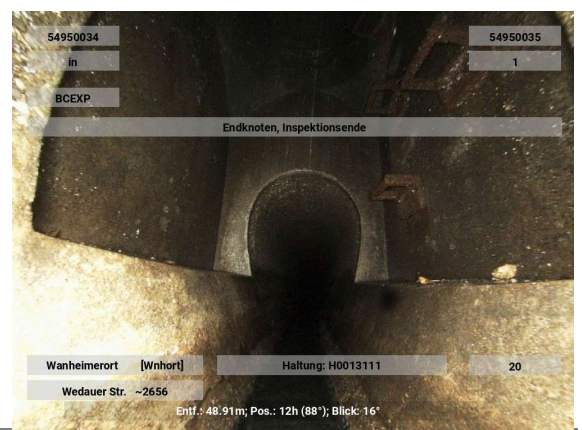 54950034
54950035
in
1
BCEXP
Endknoten, Inspektionsende
Wanheimerort [Wnhort]
Haltung: H0013111
20
Wedauer Str. ~2656
Entf.: 48.91m; Pos.: 12h (88°); Blick: 16°